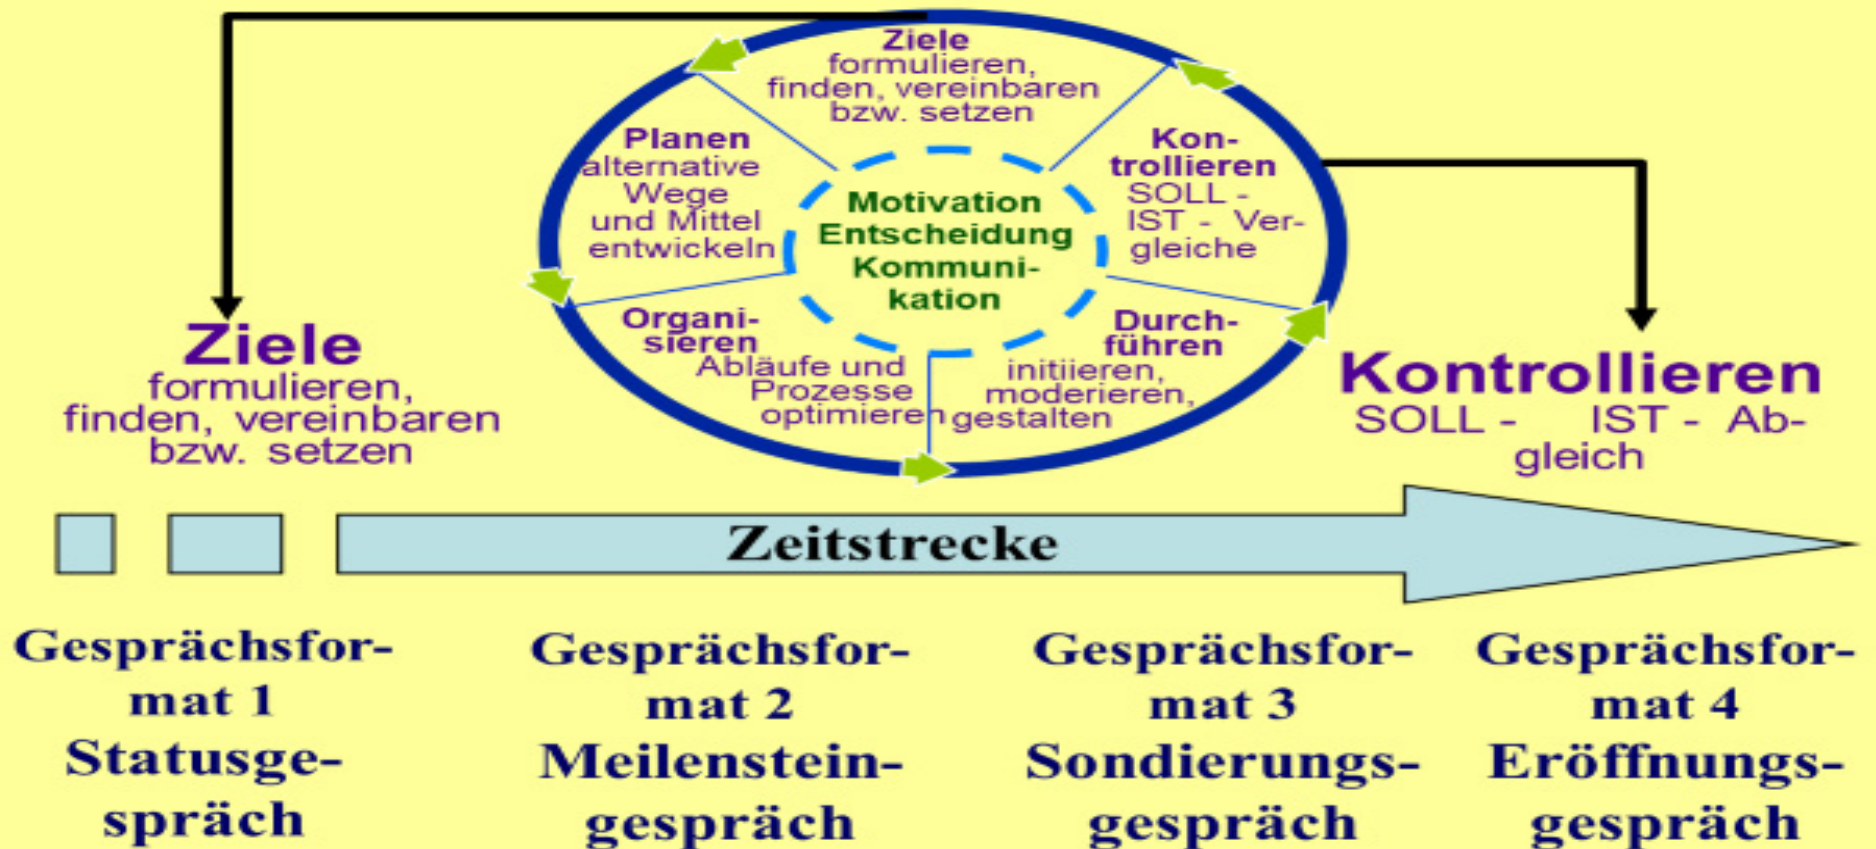 Ziele
formulieren,
finden, vereinbaren
bzw. setzen
Planen
alternative
Wege
und Mittel
entwickeln
Kon-
trollieren
SOLL -
IST - Ver-
gleiche
Motivation
Entscheidung
Kommuni-
kation
Organi-
sieren
Abläufe und
Prozesse
optimieren
Durch-
führen
initiieren,
moderieren,
gestalten
Ziele
formulieren,
finden, vereinbaren
bzw. setzen
Kontrollieren
SOLL - IST - Ab-
gleich
Zeitstrecke
Gesprächsfor-
mat 1
Statusge-
spräch
Gesprächsfor-
mat 2
Meilenstein-
gespräch
Gesprächsfor-
mat 3
Sondierungs-
gespräch
Gesprächsfor-
mat 4
Eröffnungs-
gespräch